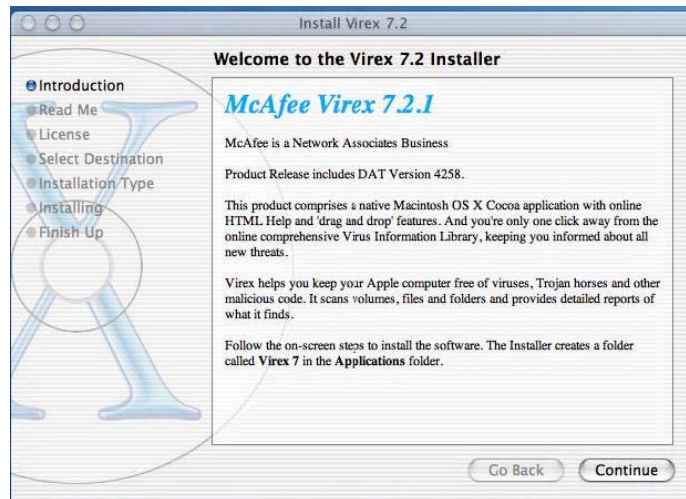 Install Virex 7.2
Welcome to the Virex 7.2 Installer
Introduction
Read Me
License
Select Destination
Installation Type
Installing
Finish Up
McAfee Virex 7.2.1
McAfee is a Network Associates Business
Product Release includes DAT Version 4258.
This product comprises a native Macintosh OS X Cocoa application with online
HTML Help and 'drag and drop' features. And you're only one click away from the
online comprehensive Virus Information Library, keeping you informed about all
new threats.
Virex helps you keep your Apple computer free of viruses, Trojan horses and other
malicious code. It scans volumes, files and folders and provides detailed reports of
what it finds.
Follow the on-screen steps to install the software. The Installer creates a folder
called Virex 7 in the Applications folder.
Go Back
Continue